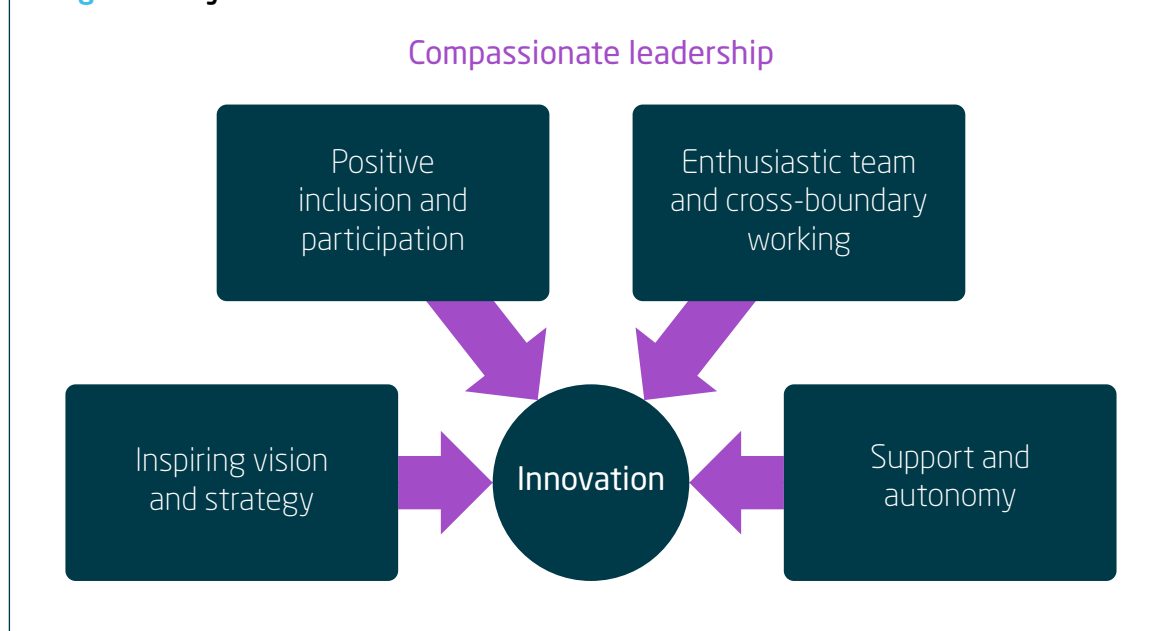 Compassionate leadership
Positive
inclusion and
participation
Enthusiastic team
and cross-boundary
working
Inspiring vision
and strategy
Innovation
Support and
autonomy